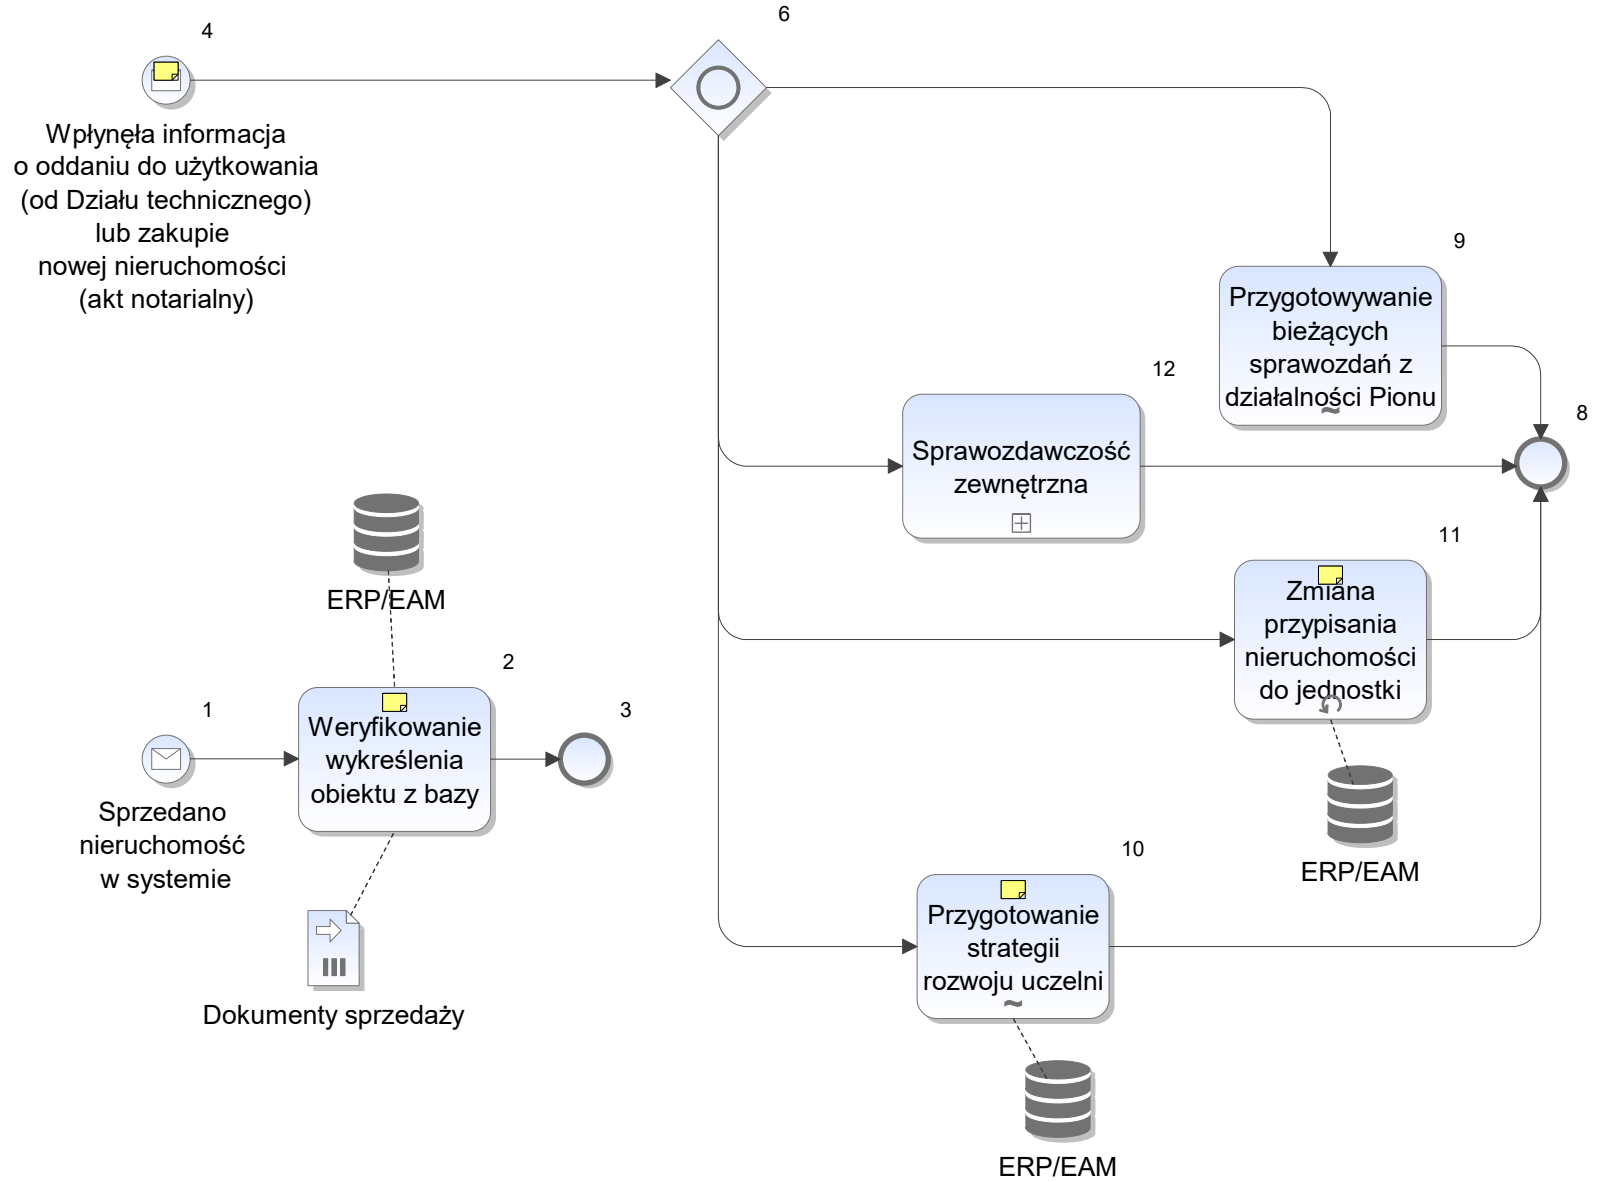 6
4
Wpłynęła informacja
o oddaniu do użytkowania
(od Działu technicznego)
lub zakupie
nowej nieruchomości
(akt notarialny)
9
Przygotowywanie
bieżących
sprawozdań z
działalności Pionu
12
Sprawozdawczość
zewnętrzna
8
11
Zmiana
przypisania
nieruchomości
do jednostki
ERP/EAM
ERP/EAM
2
Weryfikowanie
wykreślenia
obiektu z bazy
1
3
Sprzedano
nieruchomość
w systemie
Dokumenty sprzedaży
10
Przygotowanie
strategii
rozwoju uczelni
ERP/EAM